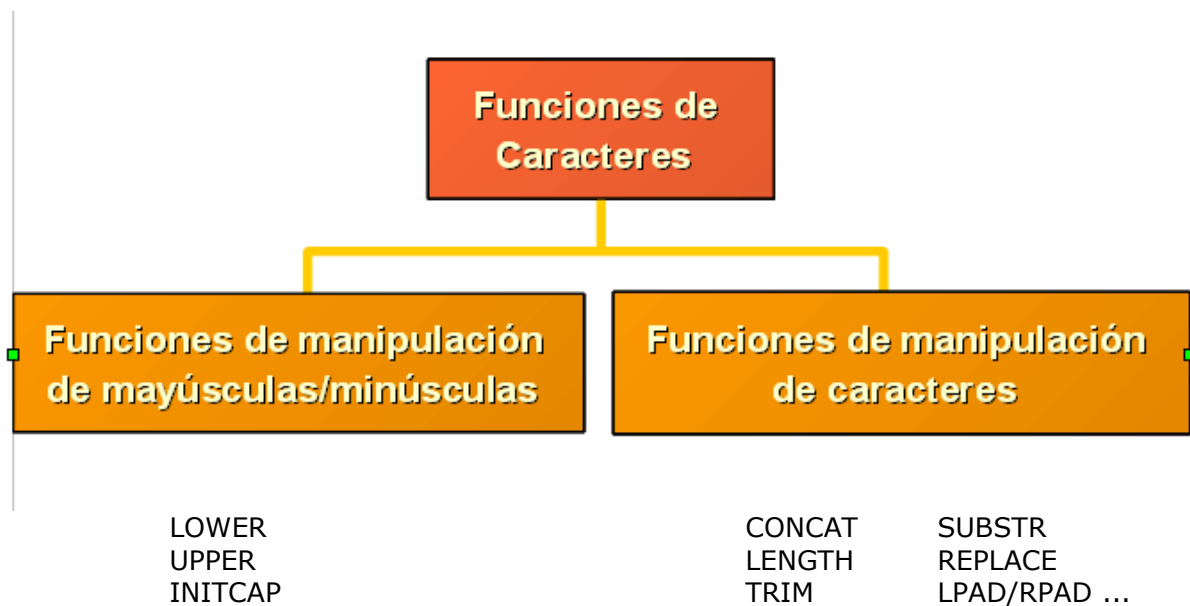 Funciones de
Caracteres
Funciones de manipulación
de mayúsculas/minúsculas
Funciones de manipulación
de caracteres
LOWER
UPPER
INITCAP
CONCAT SUBSTR
LENGTH REPLACE
TRIM LPAD/RPAD ...